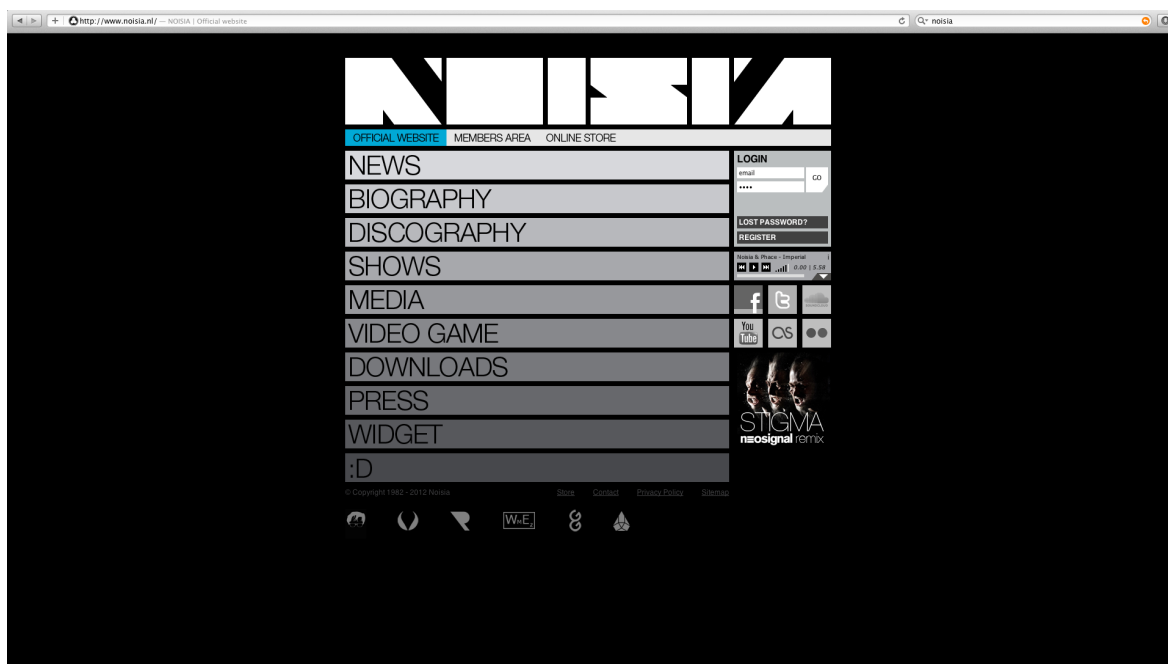 http://www.noisia.nl/ — NOISIA | Official website
noisia
NOISIA
OFFICIAL WEBSITE MEMBERS AREA ONLINE STORE
NEWS
BIOGRAPHY
DISCOGRAPHY
SHOWS
MEDIA
VIDEO GAME
DOWNLOADS
PRESS
WIDGET
:D
© Copyright 1982 - 2012 Noisia
Store Contact Privacy Policy Sitemap
WMEz
LOGIN
email
GO
LOST PASSWORD?
REGISTER
Noisia & Phace - Imperial
0.00 | 5.58
You
Tube
STIGMA
neosignal remix